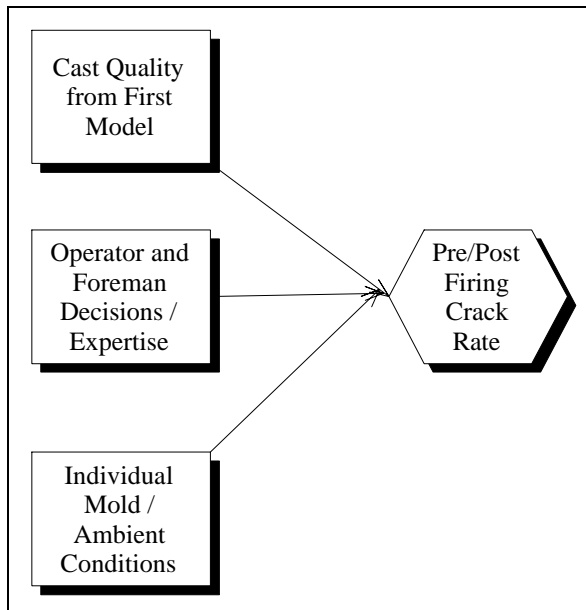 Cast Quality
from First
Model
Operator and
Foreman
Decisions /
Expertise
Individual
Mold /
Ambient
Conditions
Pre/Post
Firing
Crack
Rate